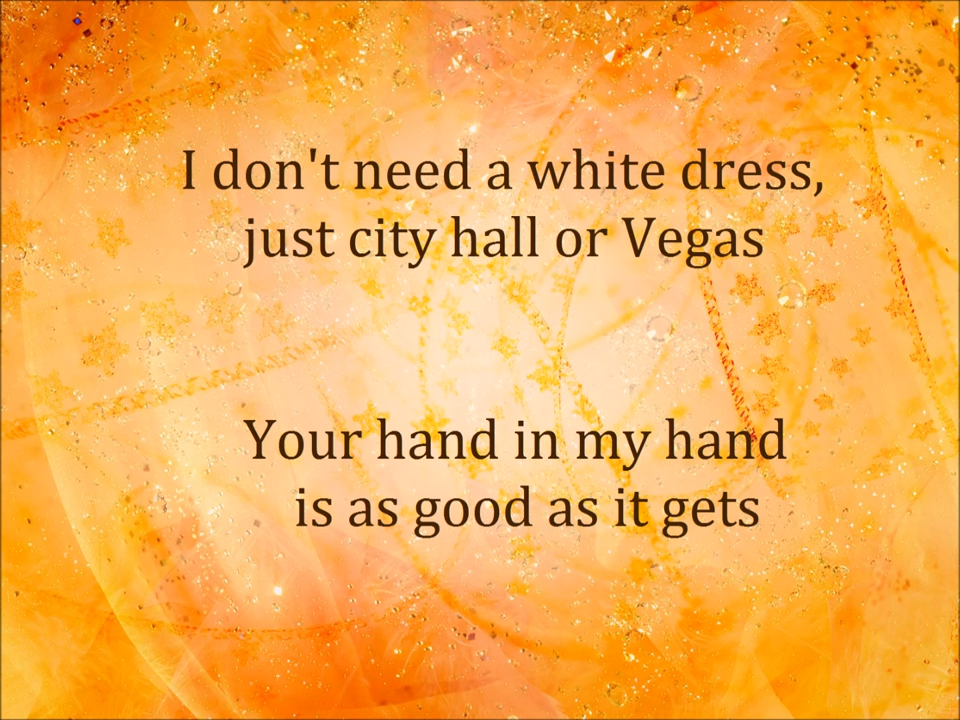 I don't need a white dress,
just city hall or Vegas
Your hand in my hand
is as good as it gets